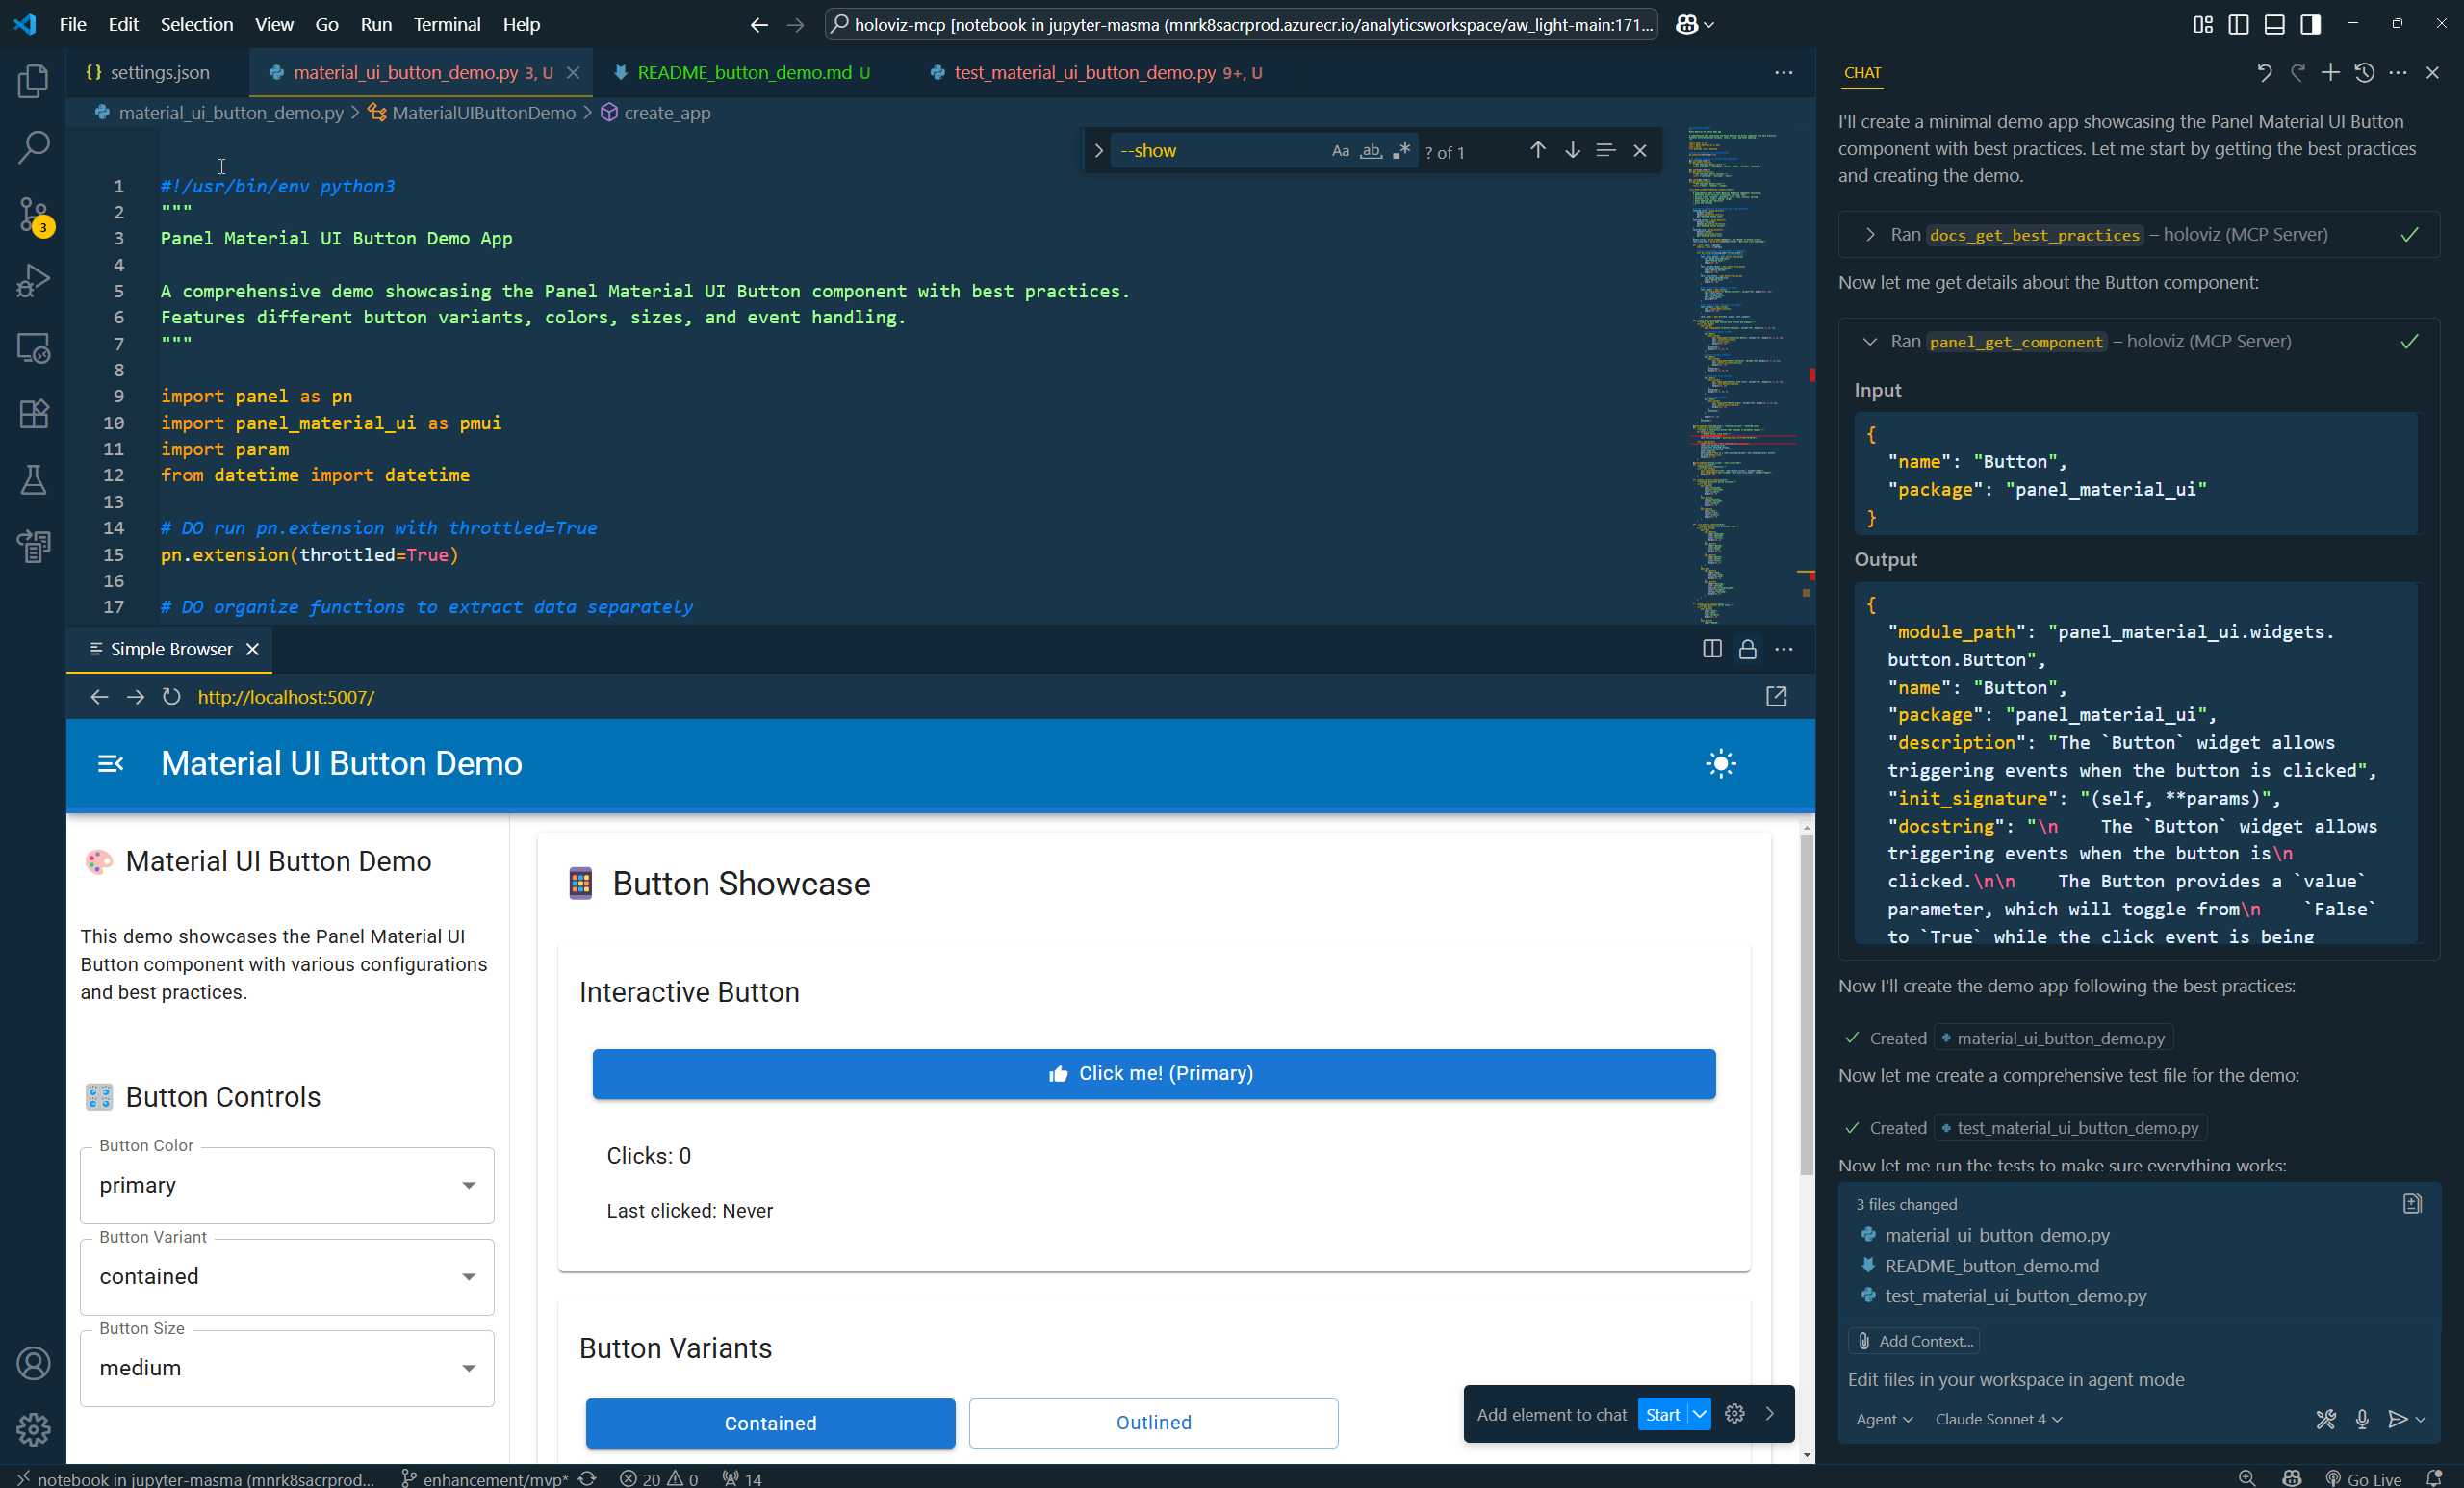 File Edit Selection View Go Run Terminal Help
holoviz-mcp [notebook in jupyter-masma (mnrk8sacrprod.azurecr.io/analyticsworkspace/aw_light-main:171...
settings.json
material_ui_button_demo.py 3, U
README_button_demo.md U
test_material_ui_button_demo.py 9+, U
material_ui_button_demo.py > MaterialUIButtonDemo > create_app
--show Aa ab ? of 1
3
1 #!/usr/bin/env python3
2 """
3 Panel Material UI Button Demo App
4
5 A comprehensive demo showcasing the Panel Material UI Button component with best practices.
6 Features different button variants, colors, sizes, and event handling.
7 """
8
9 import panel as pn
10 import panel_material_ui as pmui
11 import param
12 from datetime import datetime
13
14 # DO run pn.extension with throttled=True
15 pn.extension(throttled=True)
16
17 # DO organize functions to extract data separately
Simple Browser
http://localhost:5007/
Material UI Button Demo
Material UI Button Demo
This demo showcases the Panel Material UI
Button component with various configurations
and best practices.
Button Controls
Button Color
primary
Button Variant
contained
Button Size
medium
Button Showcase
Interactive Button
Click me! (Primary)
Clicks: 0
Last clicked: Never
Button Variants
Contained
Outlined
Add element to chat Start
CHAT
I'll create a minimal demo app showcasing the Panel Material UI Button
component with best practices. Let me start by getting the best practices
and creating the demo.
Ran docs_get_best_practices – holoviz (MCP Server)
Now let me get details about the Button component:
Ran panel_get_component – holoviz (MCP Server)
Input
{
"name": "Button",
"package": "panel_material_ui"
}
Output
{
"module_path": "panel_material_ui.widgets.
button.Button",
"name": "Button",
"package": "panel_material_ui",
"description": "The `Button` widget allows
triggering events when the button is clicked",
"init_signature": "(self, **params)",
"docstring": "\n    The `Button` widget allows
triggering events when the button is\n
clicked.\n\n    The Button provides a `value`
parameter, which will toggle from\n    `False`
to `True` while the click event is being
Now I'll create the demo app following the best practices:
Created material_ui_button_demo.py
Now let me create a comprehensive test file for the demo:
Created test_material_ui_button_demo.py
Now let me run the tests to make sure everything works:
3 files changed
material_ui_button_demo.py
README_button_demo.md
test_material_ui_button_demo.py
Add Context...
Edit files in your workspace in agent mode
Agent Claude Sonnet 4
notebook in jupyter-masma (mnrk8sacrprod... enhancement/mvp* 20 0 14 Go Live